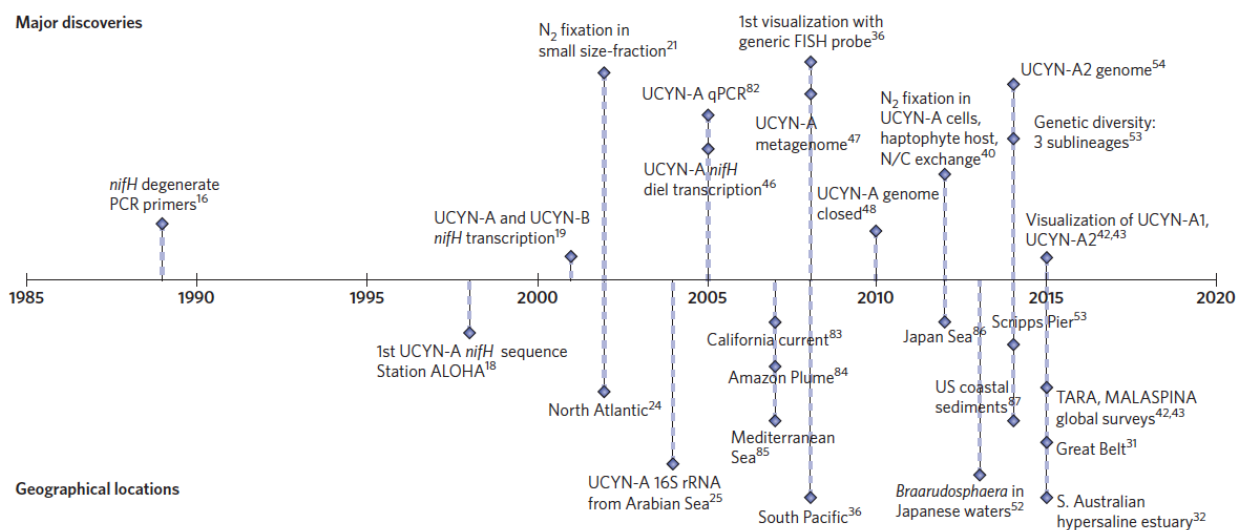 Major discoveries
N₂ fixation in
small size-fraction²¹
1st visualization with
generic FISH probe³⁶
UCYN-A2 genome⁵⁴
UCYN-A qPCR⁸²
N₂ fixation in
UCYN-A cells,
haptophyte host,
N/C exchange⁴⁰
UCYN-A
metagenome⁴⁷
Genetic diversity:
3 sublineages⁵³
nifH degenerate
PCR primers¹⁶
UCYN-A nifH
diel transcription⁴⁶
UCYN-A genome
closed⁴⁸
UCYN-A and UCYN-B
nifH transcription¹⁹
Visualization of UCYN-A1,
UCYN-A2⁴²,⁴³
1985 1990 1995 2000 2005 2010 2015 2020
1st UCYN-A nifH sequence
Station ALOHA¹⁸
California current⁸³
Japan Sea⁸⁶
Scripps Pier⁵³
Amazon Plume⁸⁴
North Atlantic²⁴
US coastal
sediments⁸⁷
TARA, MALASPINA
global surveys⁴²,⁴³
Mediterranean
Sea⁸⁵
Great Belt³¹
Geographical locations
UCYN-A 16S rRNA
from Arabian Sea²⁵
South Pacific³⁶
Braarudosphaera in
Japanese waters⁵²
S. Australian
hypersaline estuary³²